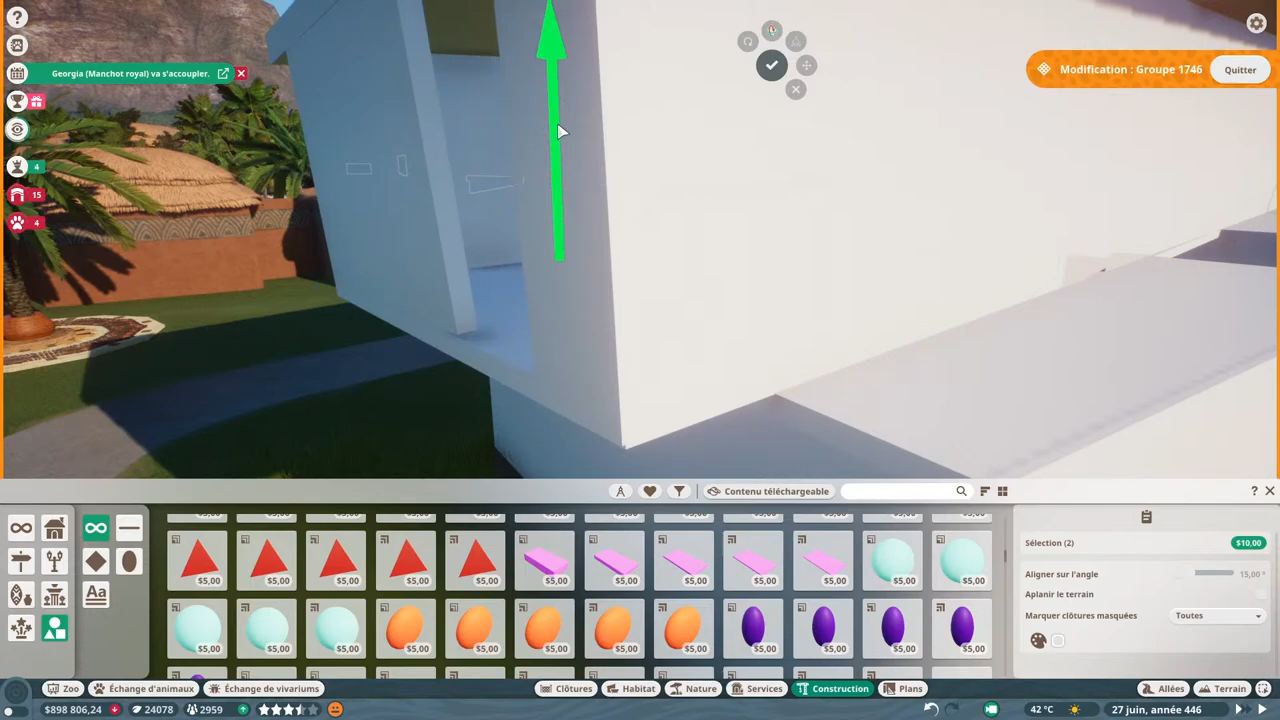 ?
Georgia (Manchot royal) va s'accoupler.
4
15
4
Modification : Groupe 1746
Quitter
Contenu téléchargeable
?
Aa
$5,00 $5,00 $5,00 $5,00 $5,00 $5,00 $5,00 $5,00 $5,00 $5,00 $5,00 $5,00
$5,00 $5,00 $5,00 $5,00 $5,00 $5,00 $5,00 $5,00 $5,00 $5,00 $5,00 $5,00
Sélection (2)
$10,00
Aligner sur l'angle
15,00 °
Aplanir le terrain
Marquer clôtures masquées
Toutes
Zoo
Échange d'animaux
Échange de vivariums
Clôtures
Habitat
Nature
Services
Construction
Plans
Allées
Terrain
$898 806,24
24078
2959
42 °C
27 juin, année 446